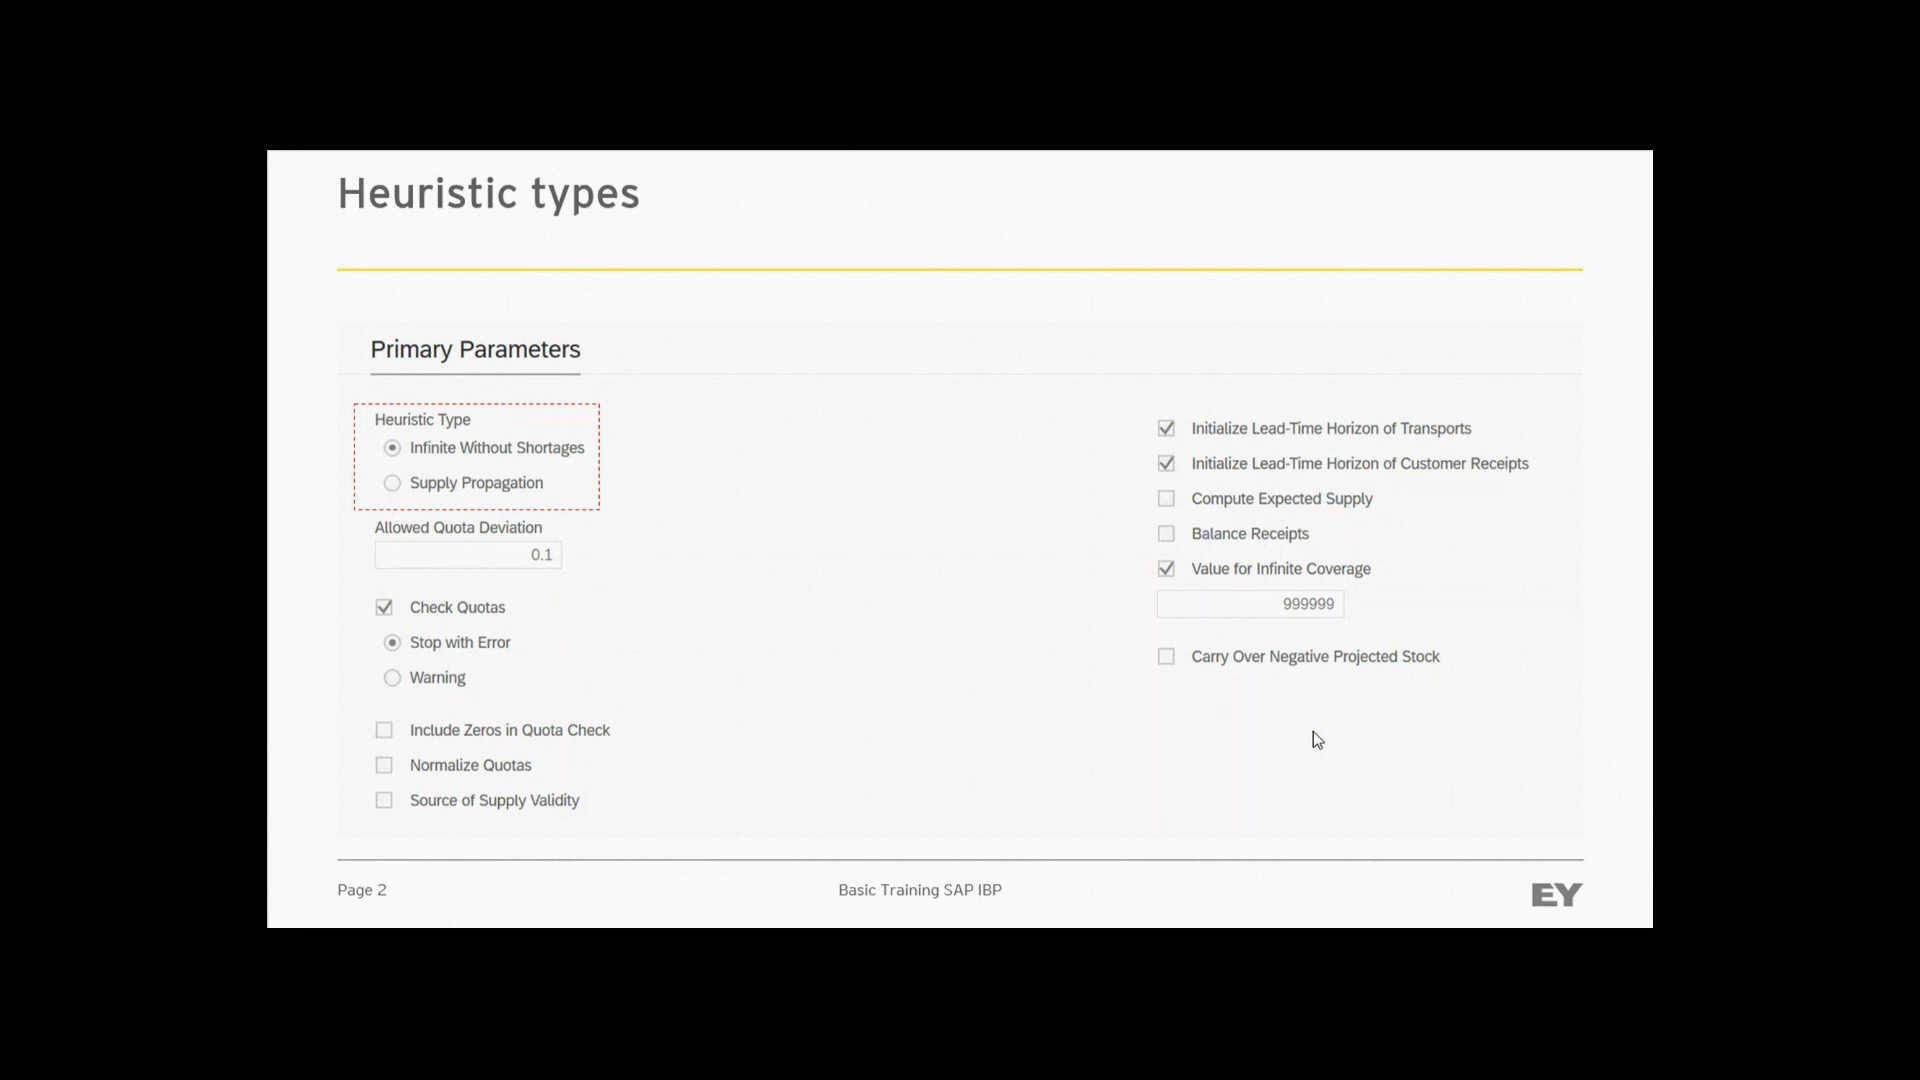 Heuristic types
Primary Parameters
Heuristic Type
Infinite Without Shortages
Supply Propagation
Allowed Quota Deviation
0.1
Check Quotas
Stop with Error
Warning
Include Zeros in Quota Check
Normalize Quotas
Source of Supply Validity
Initialize Lead-Time Horizon of Transports
Initialize Lead-Time Horizon of Customer Receipts
Compute Expected Supply
Balance Receipts
Value for Infinite Coverage
999999
Carry Over Negative Projected Stock
Page 2
Basic Training SAP IBP
EY